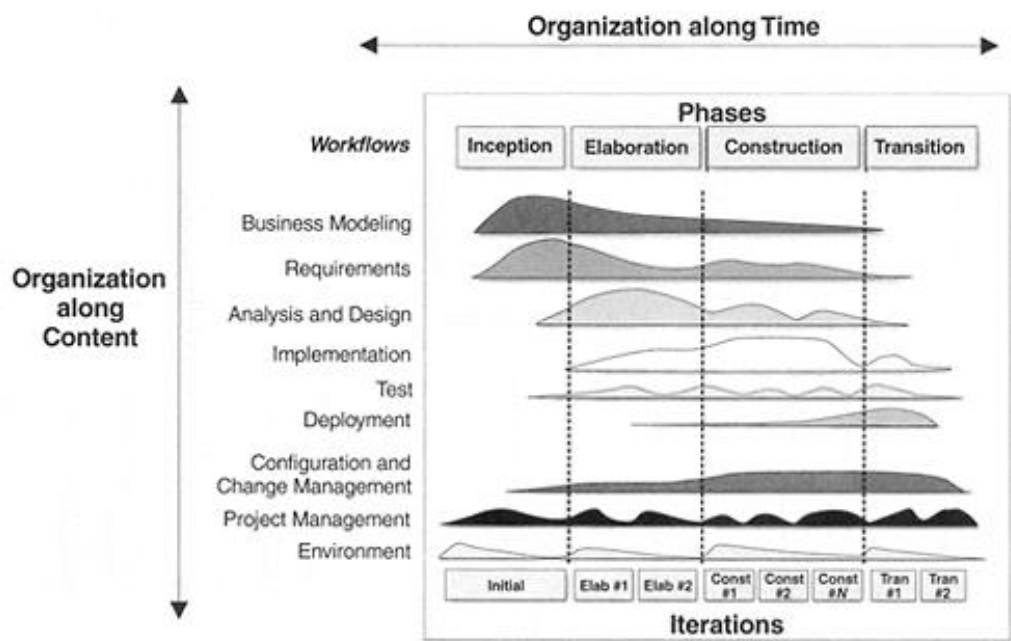 Organization along Time
Phases
Workflows
Inception
Elaboration
Construction
Transition
Business Modeling
Requirements
Analysis and Design
Implementation
Test
Deployment
Configuration and
Change Management
Project Management
Environment
Organization
along
Content
Initial
Elab #1
Elab #2
Const
#1
Const
#2
Const
#N
Tran
#1
Tran
#2
Iterations